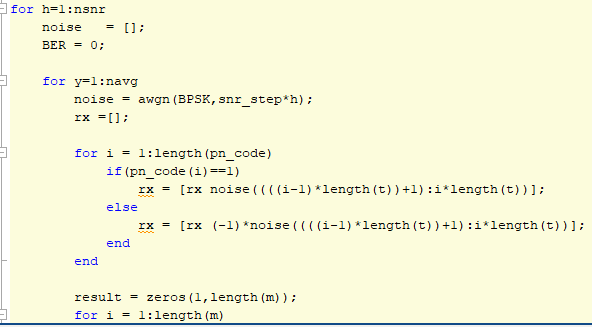 for h=1:nsnr
noise   = [];
BER = 0;
for y=1:navg
noise = awgn(BPSK,snr_step*h);
rx =[];
for i = 1:length(pn_code)
if(pn_code(i)==1)
rx = [rx noise((((i-1)*length(t))+1):i*length(t))];
else
rx = [rx (-1)*noise((((i-1)*length(t))+1):i*length(t))];
end
end
result = zeros(1,length(m));
for i = 1:length(m)